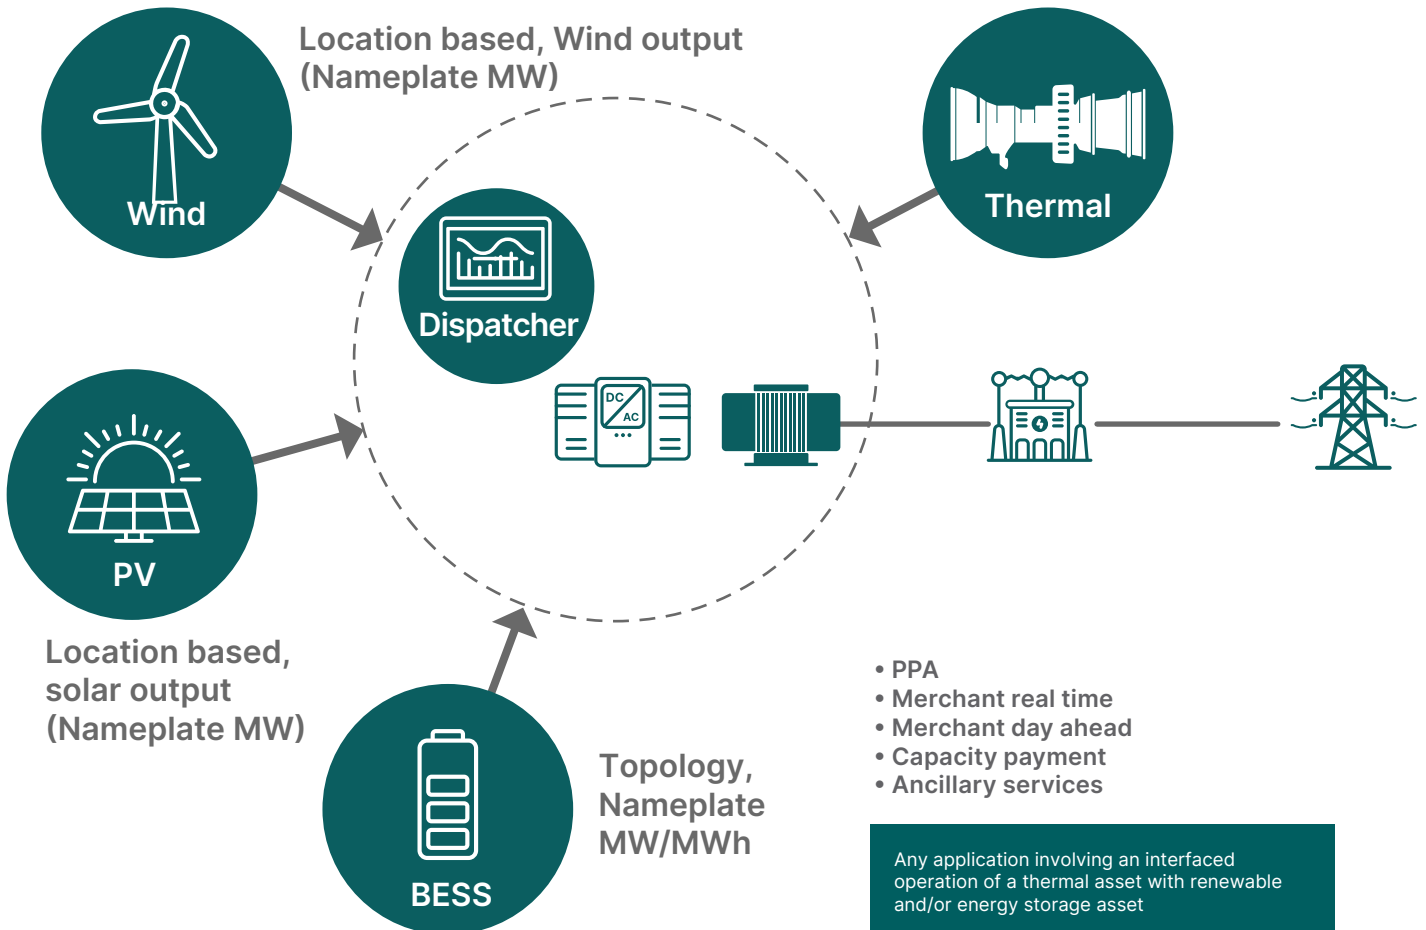 Location based, Wind output
(Nameplate MW)
Wind
Thermal
Dispatcher
DC
AC
PV
Location based,
solar output
(Nameplate MW)
BESS
Topology,
Nameplate
MW/MWh
• PPA
• Merchant real time
• Merchant day ahead
• Capacity payment
• Ancillary services
Any application involving an interfaced
operation of a thermal asset with renewable
and/or energy storage asset